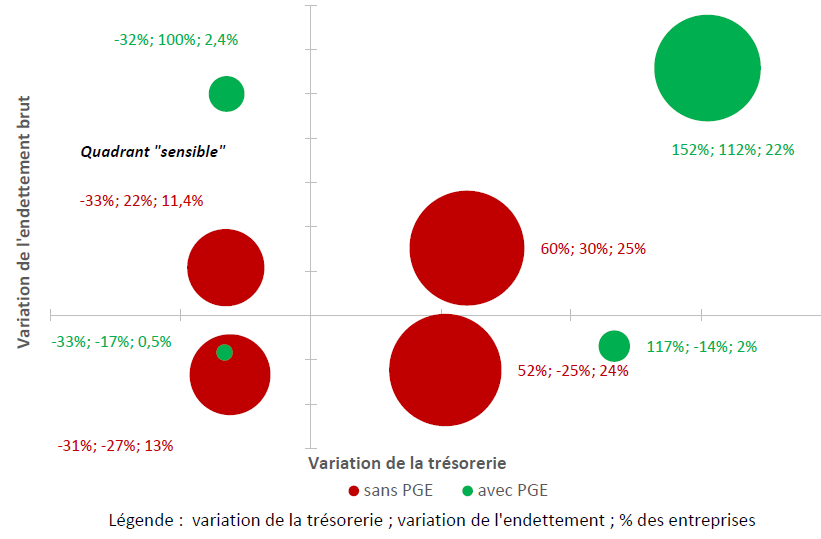 -32%; 100%; 2,4%
152%; 112%; 22%
Quadrant "sensible"
-33%; 22%; 11,4%
60%; 30%; 25%
Variation de l'endettement brut
-33%; -17%; 0,5%
117%; -14%; 2%
52%; -25%; 24%
-31%; -27%; 13%
Variation de la trésorerie
sans PGE
avec PGE
Légende : variation de la trésorerie ; variation de l'endettement ; % des entreprises